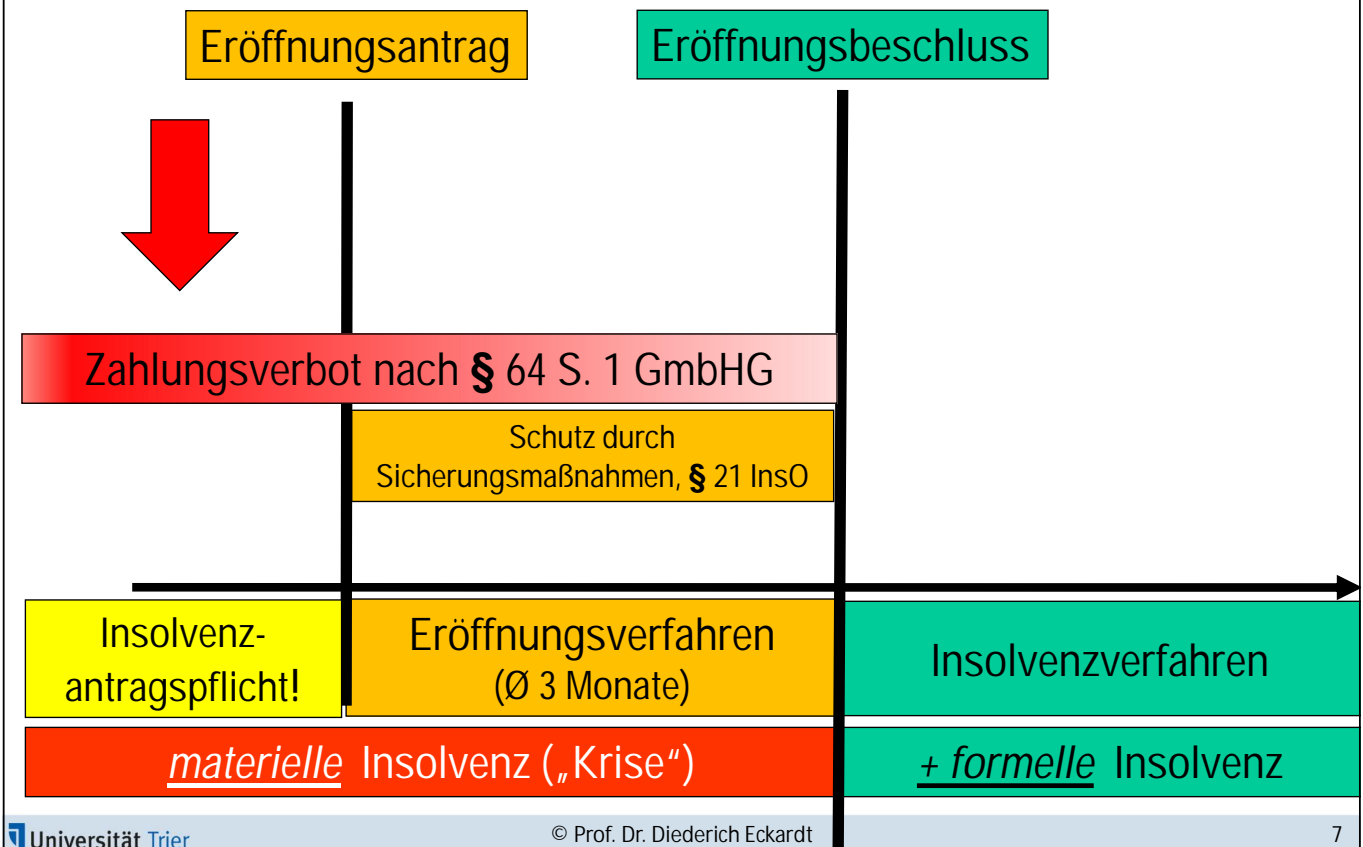 Eröffnungsantrag
Eröffnungsbeschluss
Zahlungsverbot nach § 64 S. 1 GmbHG
Schutz durch
Sicherungsmaßnahmen, § 21 InsO
Insolvenz-
antragspflicht!
Eröffnungsverfahren
(Ø 3 Monate)
Insolvenzverfahren
materielle Insolvenz („Krise“)
+ formelle Insolvenz
Universität Trier
© Prof. Dr. Diederich Eckardt
7